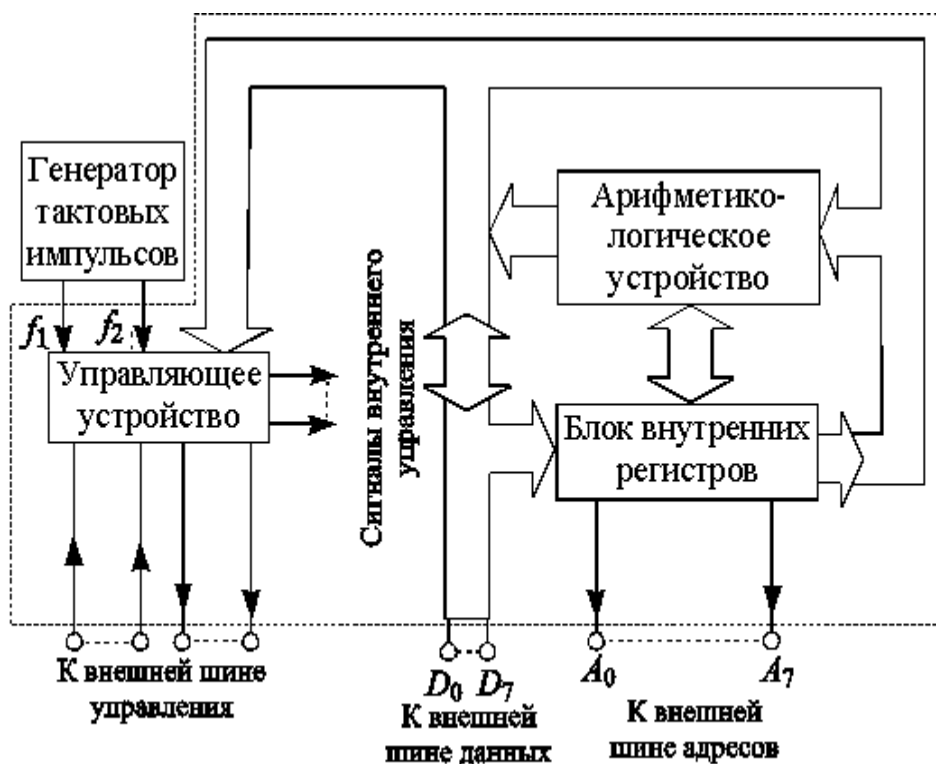 Генератор
тактовых
импульсов
Арифметико-
логическое
устройство
f1
f2
Управляющее
устройство
Сигналы внутреннего
управления
Блок внутренних
регистров
К внешней шине
управления
D0 D7
К внешней
шине данных
A0 A7
К внешней
шине адресов